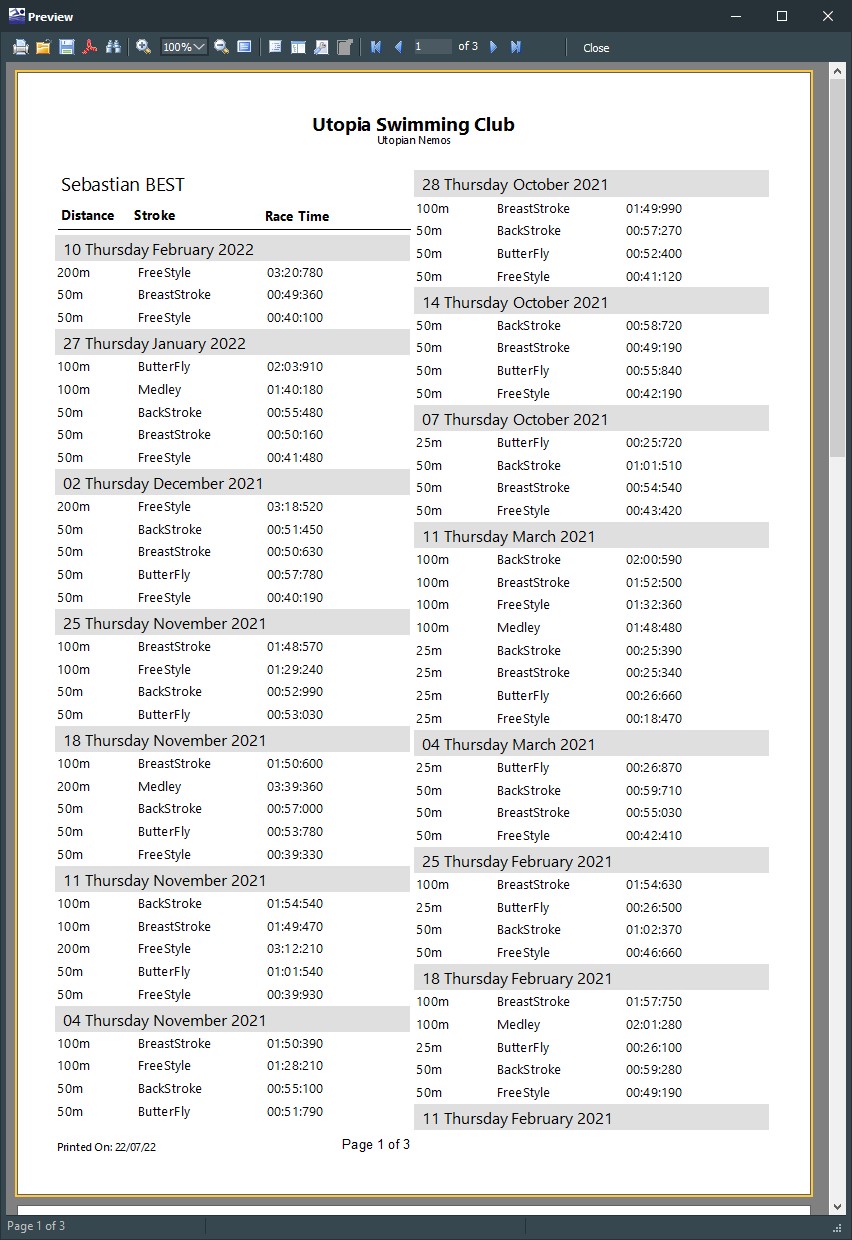 Preview
100%
1 of 3 Close
Utopia Swimming Club
Utopian Nemos
Sebastian BEST
Distance Stroke Race Time
10 Thursday February 2022
200m FreeStyle 03:20:780
50m BreastStroke 00:49:360
50m FreeStyle 00:40:100
27 Thursday January 2022
100m ButterFly 02:03:910
100m Medley 01:40:180
50m BackStroke 00:55:480
50m BreastStroke 00:50:160
50m FreeStyle 00:41:480
02 Thursday December 2021
200m FreeStyle 03:18:520
50m BackStroke 00:51:450
50m BreastStroke 00:50:630
50m ButterFly 00:57:780
50m FreeStyle 00:40:190
25 Thursday November 2021
100m BreastStroke 01:48:570
100m FreeStyle 01:29:240
50m BackStroke 00:52:990
50m ButterFly 00:53:030
18 Thursday November 2021
100m BreastStroke 01:50:600
200m Medley 03:39:360
50m BackStroke 00:57:000
50m ButterFly 00:53:780
50m FreeStyle 00:39:330
11 Thursday November 2021
100m BackStroke 01:54:540
100m BreastStroke 01:49:470
200m FreeStyle 03:12:210
50m ButterFly 01:01:540
50m FreeStyle 00:39:930
04 Thursday November 2021
100m BreastStroke 01:50:390
100m FreeStyle 01:28:210
50m BackStroke 00:55:100
50m ButterFly 00:51:790
28 Thursday October 2021
100m BreastStroke 01:49:990
50m BackStroke 00:57:270
50m ButterFly 00:52:400
50m FreeStyle 00:41:120
14 Thursday October 2021
50m BackStroke 00:58:720
50m BreastStroke 00:49:190
50m ButterFly 00:55:840
50m FreeStyle 00:42:190
07 Thursday October 2021
25m ButterFly 00:25:720
50m BackStroke 01:01:510
50m BreastStroke 00:54:540
50m FreeStyle 00:43:420
11 Thursday March 2021
100m BackStroke 02:00:590
100m BreastStroke 01:52:500
100m FreeStyle 01:32:360
100m Medley 01:48:480
25m BackStroke 00:25:390
25m BreastStroke 00:25:340
25m ButterFly 00:26:660
25m FreeStyle 00:18:470
04 Thursday March 2021
25m ButterFly 00:26:870
50m BackStroke 00:59:710
50m BreastStroke 00:55:030
50m FreeStyle 00:42:410
25 Thursday February 2021
100m BreastStroke 01:54:630
25m ButterFly 00:26:500
50m BackStroke 01:02:370
50m FreeStyle 00:46:660
18 Thursday February 2021
100m BreastStroke 01:57:750
100m Medley 02:01:280
25m ButterFly 00:26:100
50m BackStroke 00:59:280
50m FreeStyle 00:49:190
11 Thursday February 2021
Printed On: 22/07/22 Page 1 of 3
Page 1 of 3